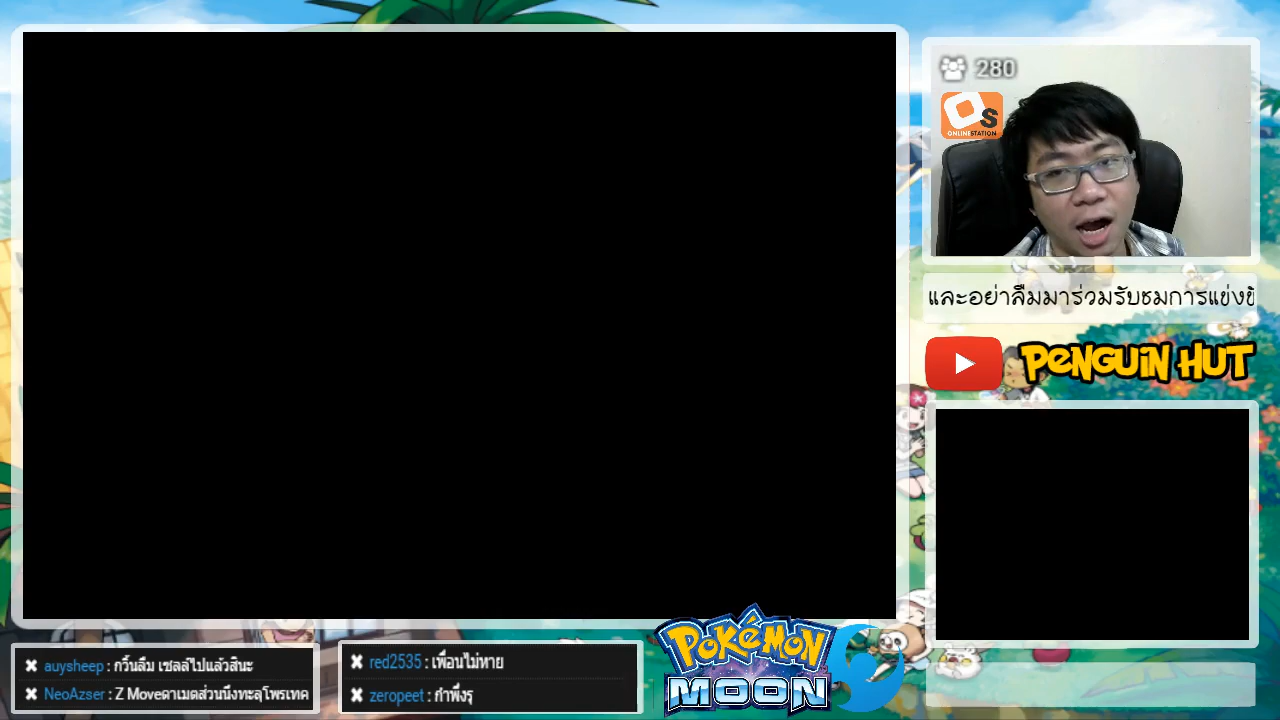 280
OS
ONLINESTATION
และอย่าลืมมาร่วมรับชมการแข่งขั
PENGUIN HUT
auysheep : กวิ้นลืม เซลล์ไปแล้วสินะ
NeoAzser : Z Moveดาเมดส่วนนึงทะลุโพรเทค
red2535 : เพื่อนไม่หาย
zeropeet : กำพึ่งรุ
POKéMON
MOON